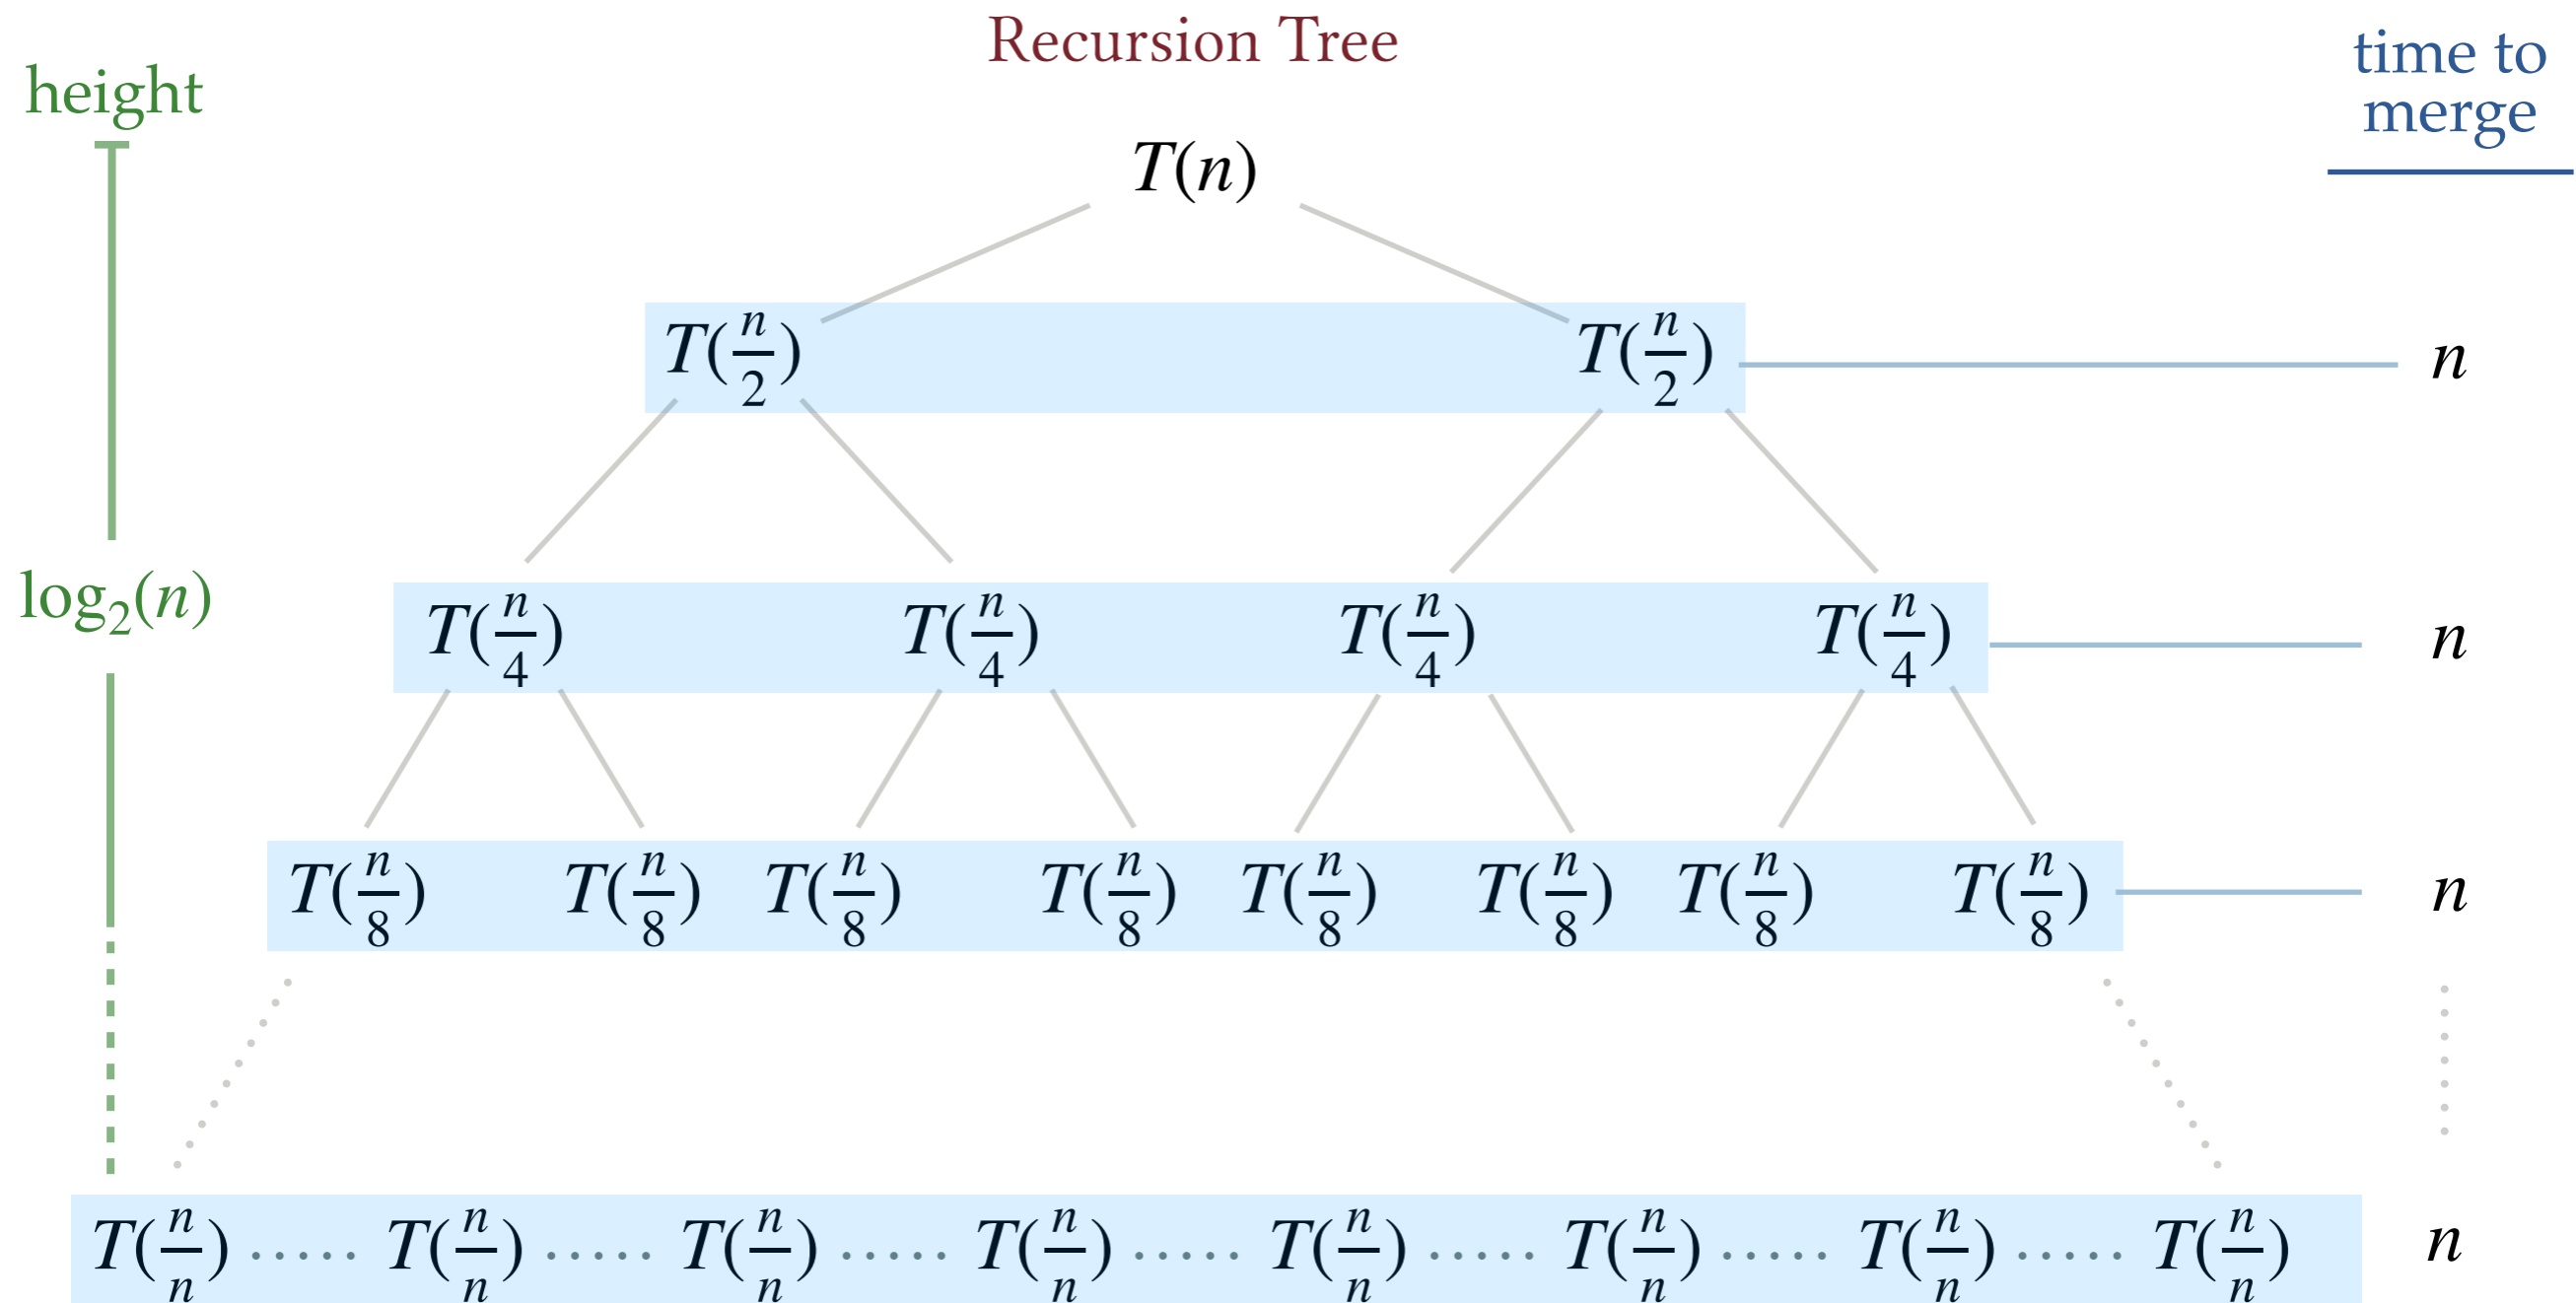 Recursion Tree
height
time to
merge
T(n)
T(n/2) T(n/2) n
log₂(n)
T(n/4) T(n/4) T(n/4) T(n/4) n
T(n/8) T(n/8) T(n/8) T(n/8) T(n/8) T(n/8) T(n/8) T(n/8) n
T(n/n) ..... T(n/n) ..... T(n/n) ..... T(n/n) ..... T(n/n) ..... T(n/n) ..... T(n/n) ..... T(n/n) n